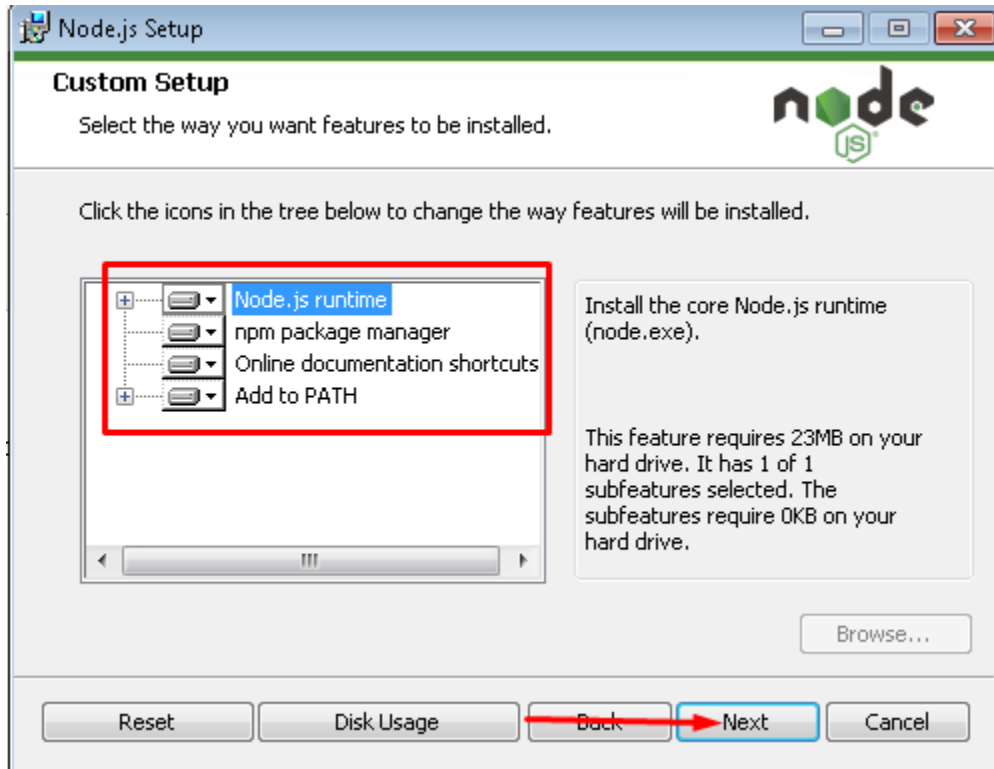 Node.js Setup
Custom Setup
Select the way you want features to be installed.
node
JS
Click the icons in the tree below to change the way features will be installed.
Node.js runtime
npm package manager
Online documentation shortcuts
Add to PATH
Install the core Node.js runtime
(node.exe).
This feature requires 23MB on your
hard drive. It has 1 of 1
subfeatures selected. The
subfeatures require 0KB on your
hard drive.
Browse...
Reset
Disk Usage
Back
Next
Cancel